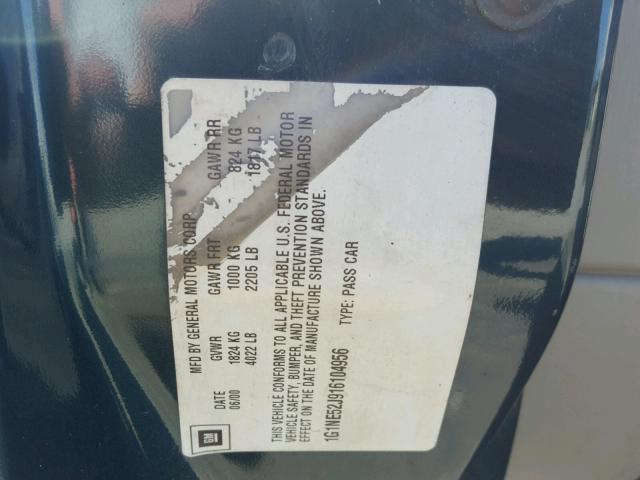 MFD BY GENERAL MOTORS CORP
DATE GVWR GAWR FRT GAWR RR
06/00 1824 KG 1000 KG 824 KG
4022 LB 2205 LB 1817 LB
THIS VEHICLE CONFORMS TO ALL APPLICABLE U.S. FEDERAL MOTOR
VEHICLE SAFETY, BUMPER, AND THEFT PREVENTION STANDARDS IN
EFFECT ON THE DATE OF MANUFACTURE SHOWN ABOVE.
1G1NE52J916104956 TYPE: PASS CAR
GM